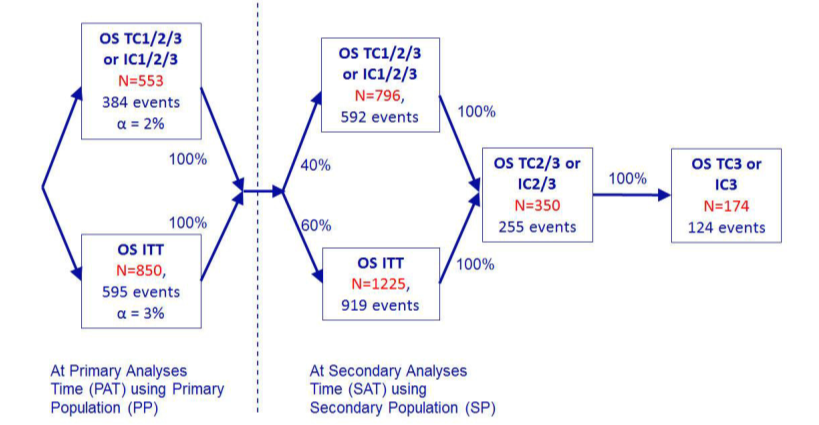 OS TC1/2/3
or IC1/2/3
N=553
384 events
α = 2%
100%
100%
OS ITT
N=850,
595 events
α = 3%
At Primary Analyses
Time (PAT) using Primary
Population (PP)
OS TC1/2/3
or IC1/2/3
N=796,
592 events
40%
60%
OS ITT
N=1225,
919 events
100%
100%
OS TC2/3 or
IC2/3
N=350
255 events
100%
OS TC3 or
IC3
N=174
124 events
At Secondary Analyses
Time (SAT) using
Secondary Population (SP)